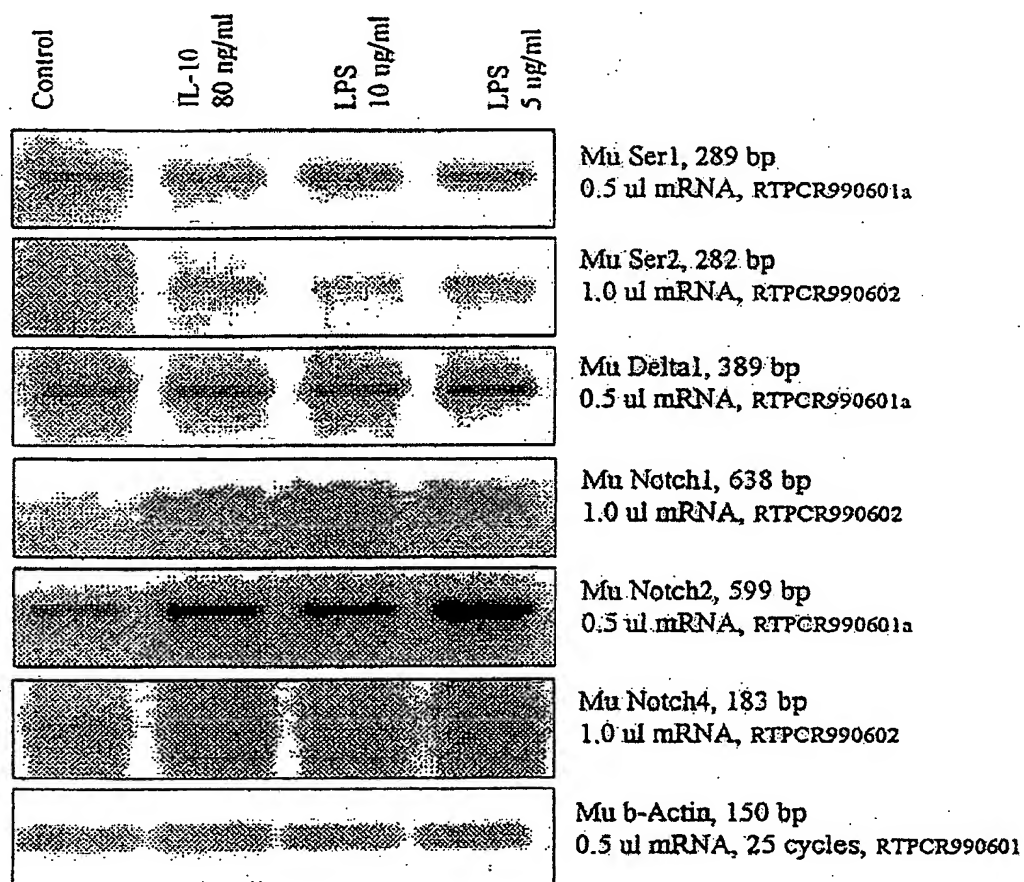 Control
IL-10
80 ng/ml
LPS
10 ng/ml
LPS
5 ug/ml
Mu Ser1, 289 bp
0.5 ul mRNA, RTPCR990601a
Mu Ser2, 282 bp
1.0 ul mRNA, RTPCR990602
Mu Delta1, 389 bp
0.5 ul mRNA, RTPCR990601a
Mu Notch1, 638 bp
1.0 ul mRNA, RTPCR990602
Mu Notch2, 599 bp
0.5 ul mRNA, RTPCR990601a
Mu Notch4, 183 bp
1.0 ul mRNA, RTPCR990602
Mu b-Actin, 150 bp
0.5 ul mRNA, 25 cycles, RTPCR990601